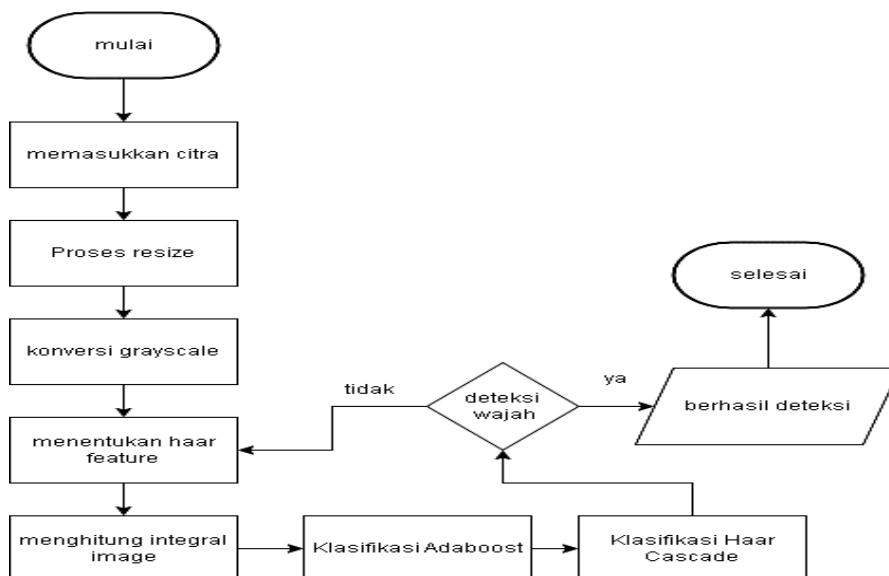 mulai
memasukkan citra
Proses resize
konversi grayscale
menentukan haar
feature
menghitung integral
image
Klasifikasi Adaboost
Klasifikasi Haar
Cascade
deteksi
wajah
tidak
ya
berhasil deteksi
selesai